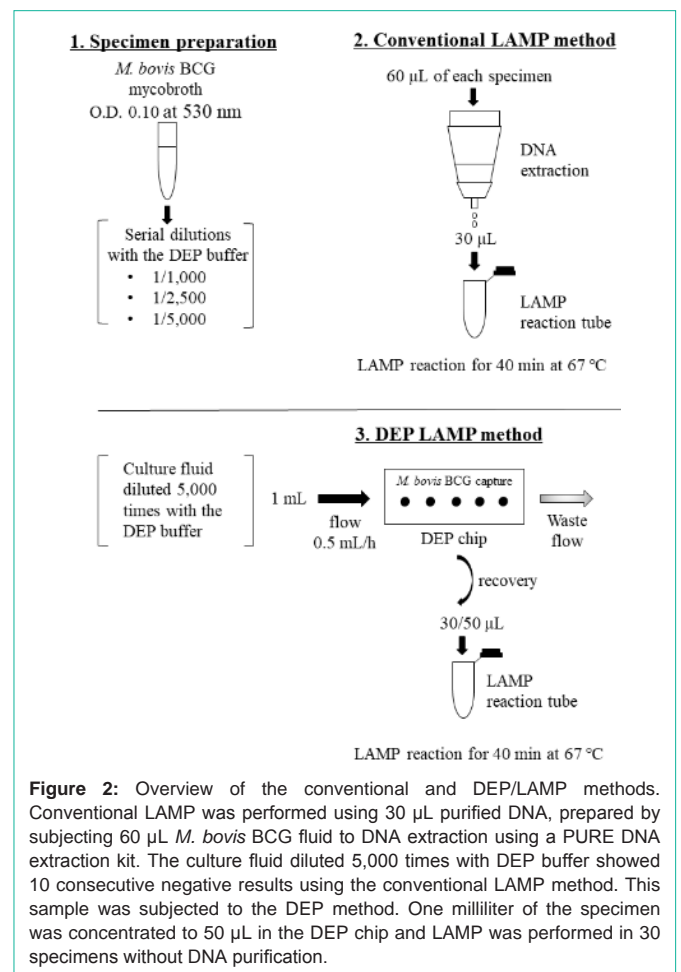 1. Specimen preparation
M. bovis BCG
mycobroth
O.D. 0.10 at 530 nm
Serial dilutions
with the DEP buffer
• 1/1,000
• 1/2,500
• 1/5,000
2. Conventional LAMP method
60 µL of each specimen
DNA
extraction
30 µL
LAMP
reaction tube
LAMP reaction for 40 min at 67 °C
3. DEP LAMP method
Culture fluid
diluted 5,000
times with the
DEP buffer
1 mL
flow
0.5 mL/h
M. bovis BCG capture
DEP chip
Waste
flow
recovery
30/50 µL
LAMP
reaction tube
LAMP reaction for 40 min at 67 °C
Figure 2: Overview of the conventional and DEP/LAMP methods.
Conventional LAMP was performed using 30 µL purified DNA, prepared by
subjecting 60 µL M. bovis BCG fluid to DNA extraction using a PURE DNA
extraction kit. The culture fluid diluted 5,000 times with DEP buffer showed
10 consecutive negative results using the conventional LAMP method. This
sample was subjected to the DEP method. One milliliter of the specimen
was concentrated to 50 µL in the DEP chip and LAMP was performed in 30
specimens without DNA purification.